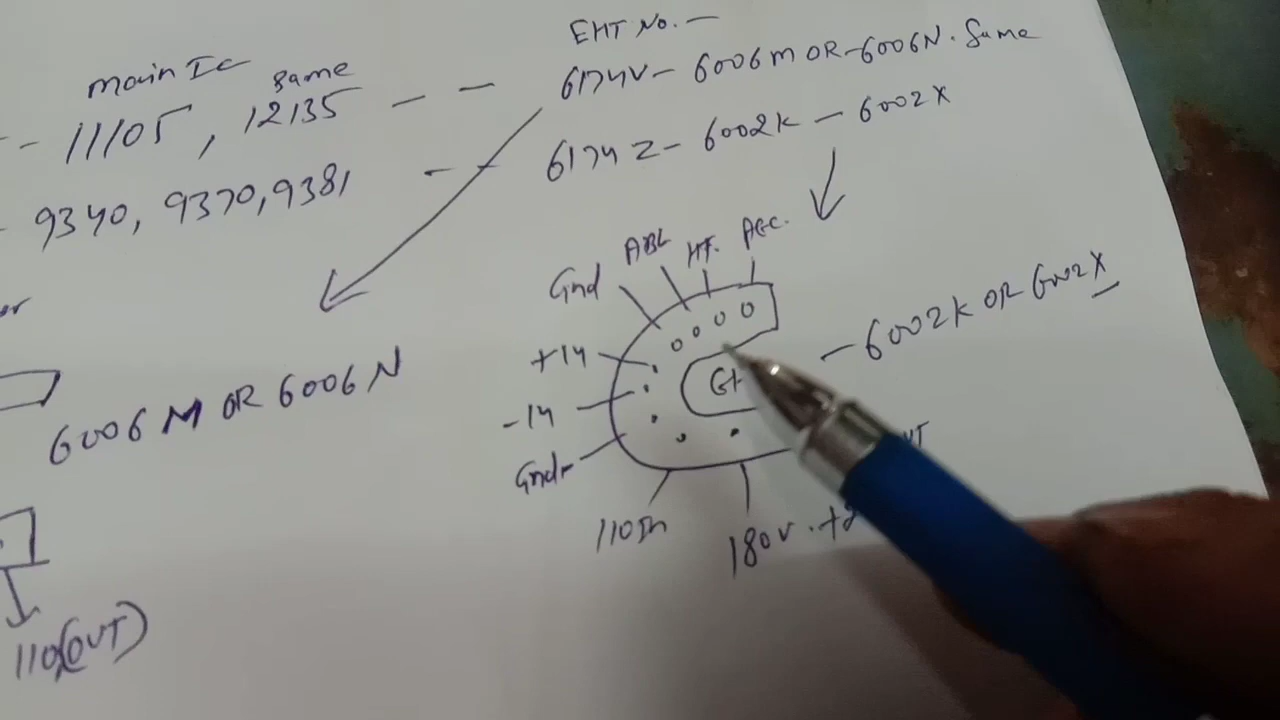 EHT No. —
main Ic same
- - 11105, 12135 - - 6174V - 6006M OR - 6006N. Same
- 9340, 9370, 9381 - - 6174Z - 6002K - 6002X
Gnd ABL HT. AGC.
+14
-14
Gnd
110In
180V
- 6002K OR 6002X
6006M OR 6006N
110(OUT)